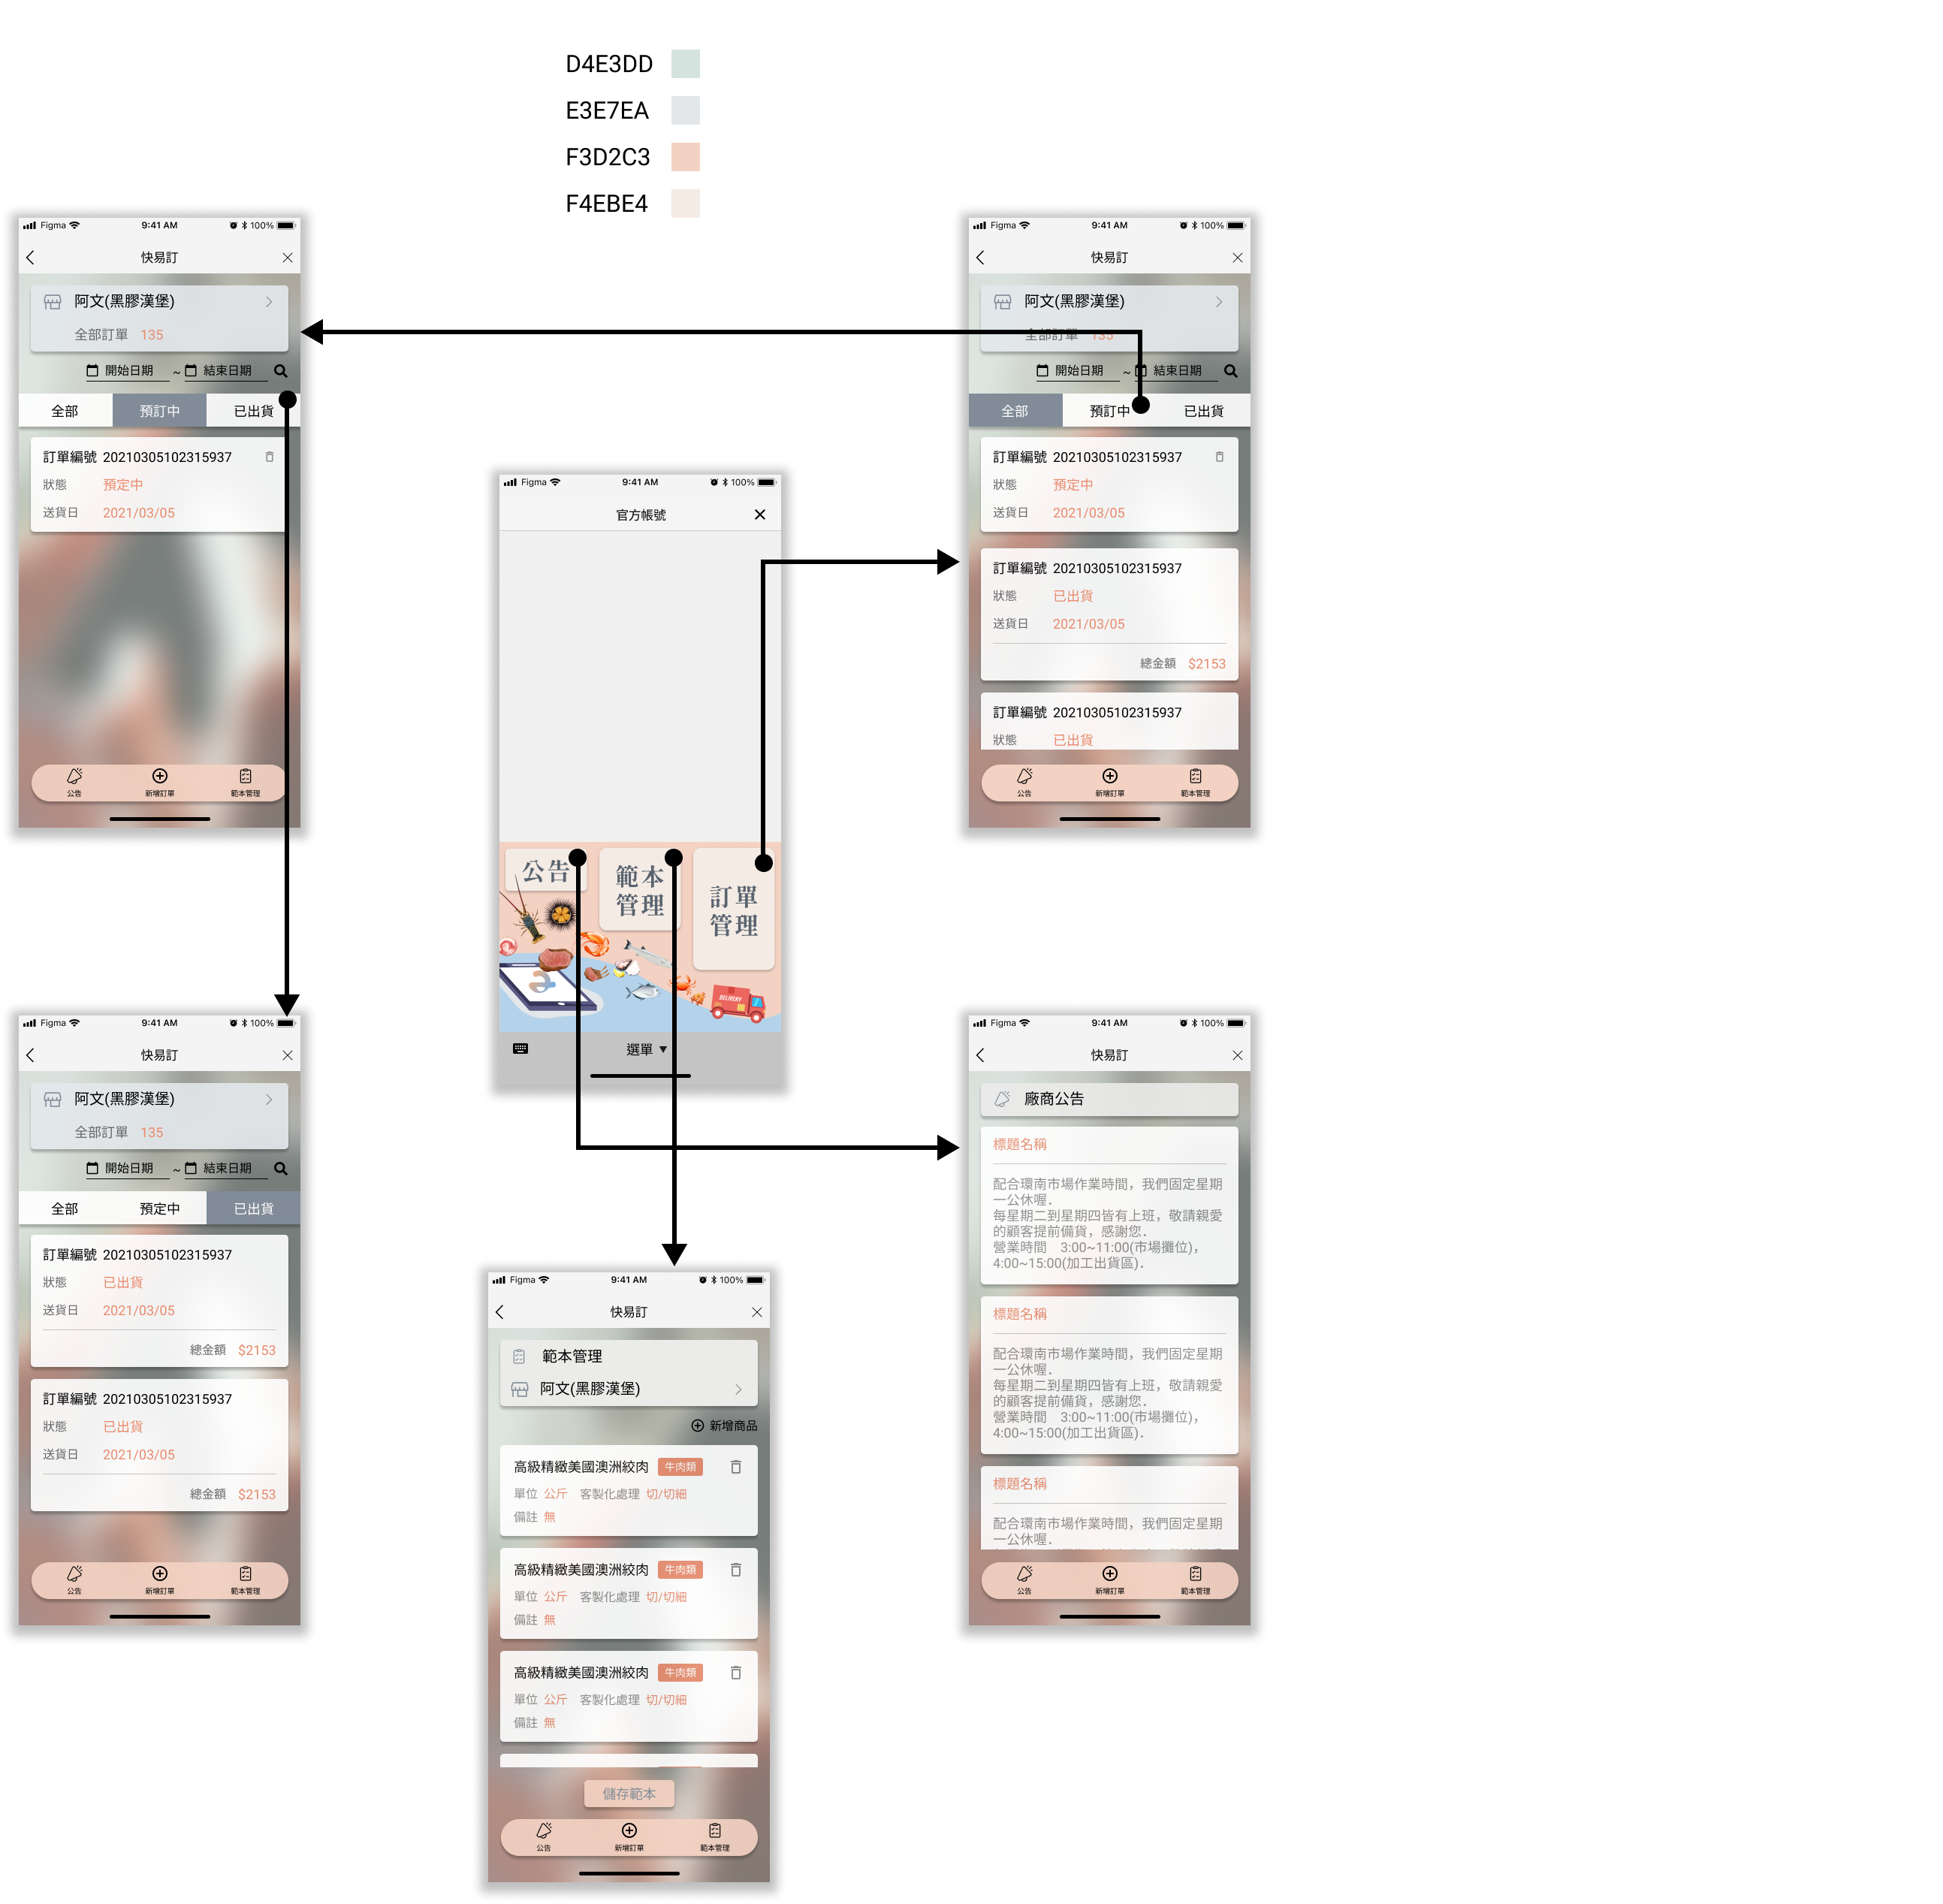 D4E3DD
E3E7EA
F3D2C3
F4EBE4
Figma 9:41 AM 100%
快易訂
阿文(黑膠漢堡)
全部訂單 135
開始日期 ~ 結束日期
全部 預訂中 已出貨
訂單編號 20210305102315937
狀態 預定中
送貨日 2021/03/05
公告 新增訂單 範本管理
Figma 9:41 AM 100%
快易訂
阿文(黑膠漢堡)
全部訂單 135
開始日期 ~ 結束日期
全部 預訂中 已出貨
訂單編號 20210305102315937
狀態 預定中
送貨日 2021/03/05
訂單編號 20210305102315937
狀態 已出貨
送貨日 2021/03/05
總金額 $2153
訂單編號 20210305102315937
狀態 已出貨
公告 新增訂單 範本管理
Figma 9:41 AM 100%
官方帳號
公告
範本
管理
訂單
管理
DELIVERY
選單
Figma 9:41 AM 100%
快易訂
阿文(黑膠漢堡)
全部訂單 135
開始日期 ~ 結束日期
全部 預定中 已出貨
訂單編號 20210305102315937
狀態 已出貨
送貨日 2021/03/05
總金額 $2153
訂單編號 20210305102315937
狀態 已出貨
送貨日 2021/03/05
總金額 $2153
公告 新增訂單 範本管理
Figma 9:41 AM 100%
快易訂
廠商公告
標題名稱
配合環南市場作業時間，我們固定星期
一公休喔．
每星期二到星期四皆有上班，敬請親愛
的顧客提前備貨，感謝您．
營業時間　3:00~11:00(市場攤位)，
4:00~15:00(加工出貨區)．
標題名稱
配合環南市場作業時間，我們固定星期
一公休喔．
每星期二到星期四皆有上班，敬請親愛
的顧客提前備貨，感謝您．
營業時間　3:00~11:00(市場攤位)，
4:00~15:00(加工出貨區)．
標題名稱
配合環南市場作業時間，我們固定星期
一公休喔．
公告 新增訂單 範本管理
Figma 9:41 AM 100%
快易訂
範本管理
阿文(黑膠漢堡)
新增商品
高級精緻美國澳洲絞肉 牛肉類
單位 公斤 客製化處理 切/切細
備註 無
高級精緻美國澳洲絞肉 牛肉類
單位 公斤 客製化處理 切/切細
備註 無
高級精緻美國澳洲絞肉 牛肉類
單位 公斤 客製化處理 切/切細
備註 無
儲存範本
公告 新增訂單 範本管理